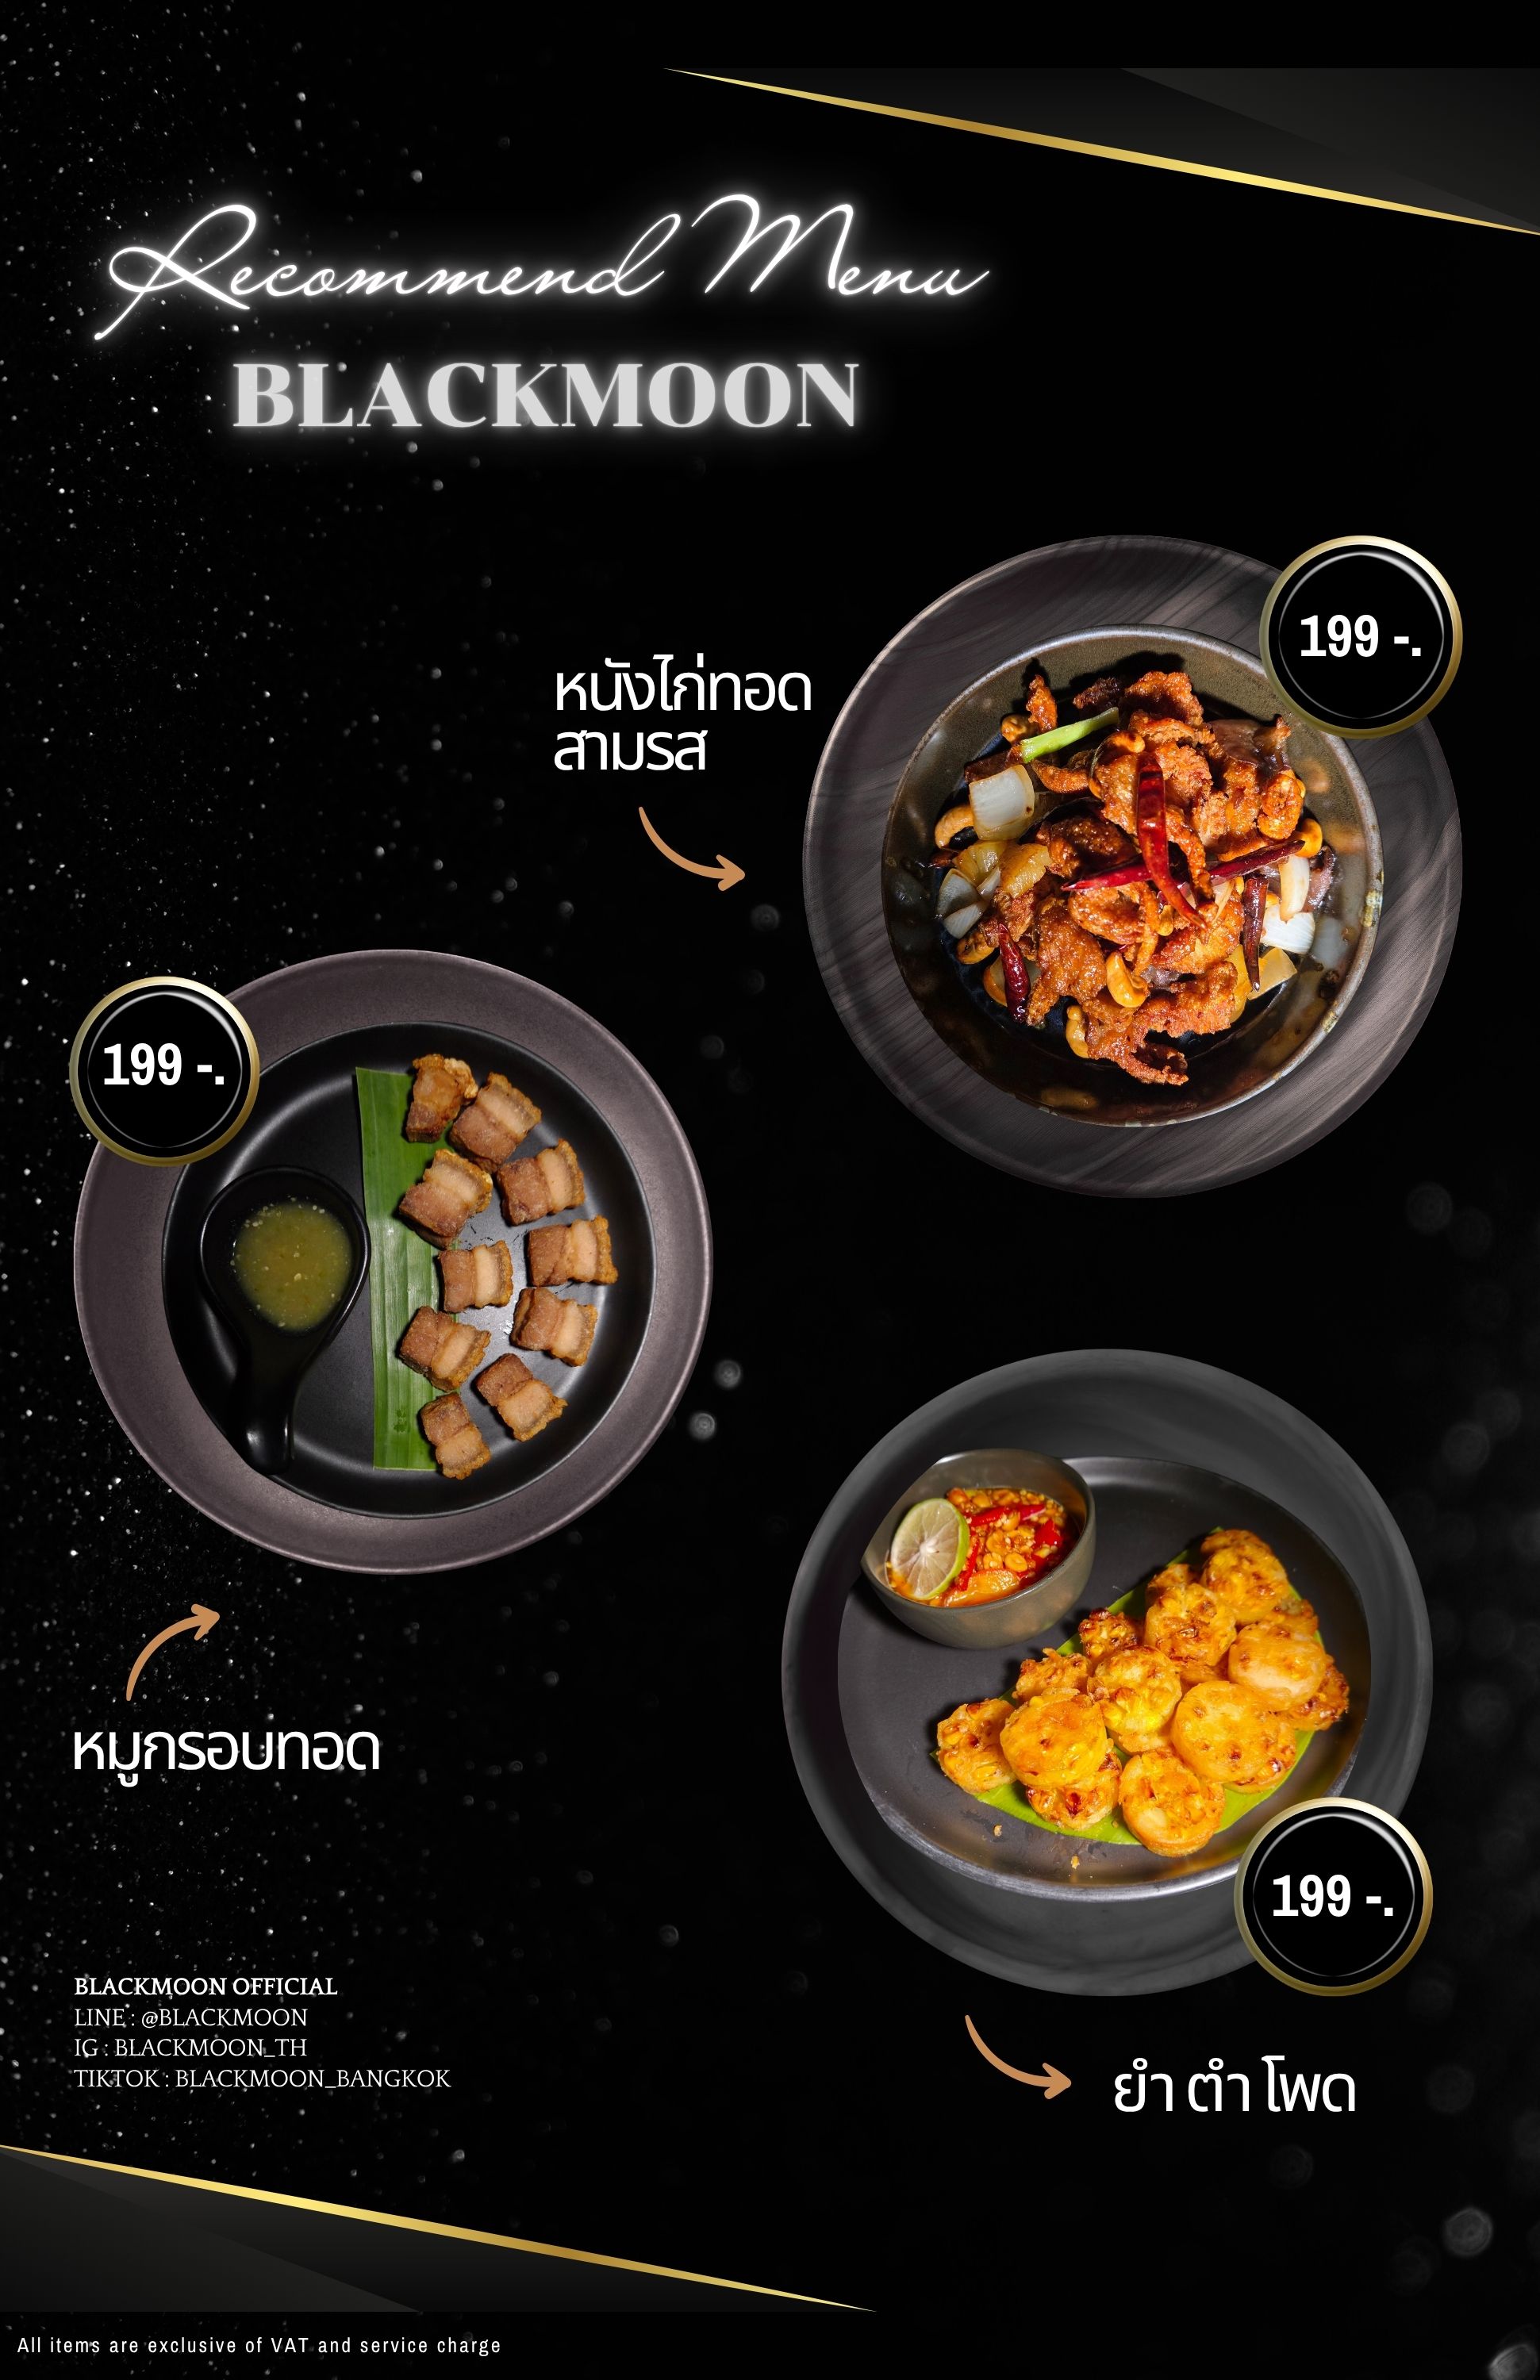 Recommend Menu
BLACKMOON
199 -.
หนังไก่ทอด
สามรส
199 -.
หมูกรอบทอด
199 -.
ยำ ตำ โพด
BLACKMOON OFFICIAL
LINE : @BLACKMOON
IG : BLACKMOON_TH
TIKTOK : BLACKMOON_BANGKOK
All items are exclusive of VAT and service charge